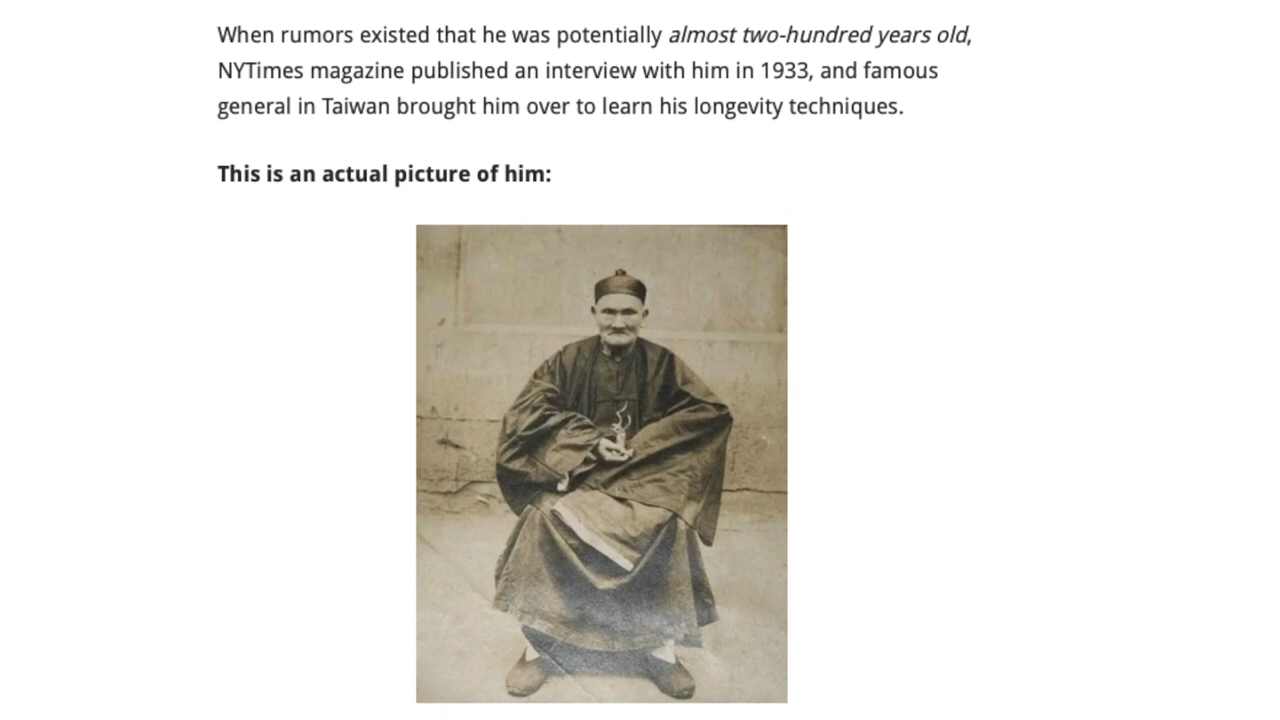 When rumors existed that he was potentially almost two-hundred years old,
NYTimes magazine published an interview with him in 1933, and famous
general in Taiwan brought him over to learn his longevity techniques.
This is an actual picture of him: